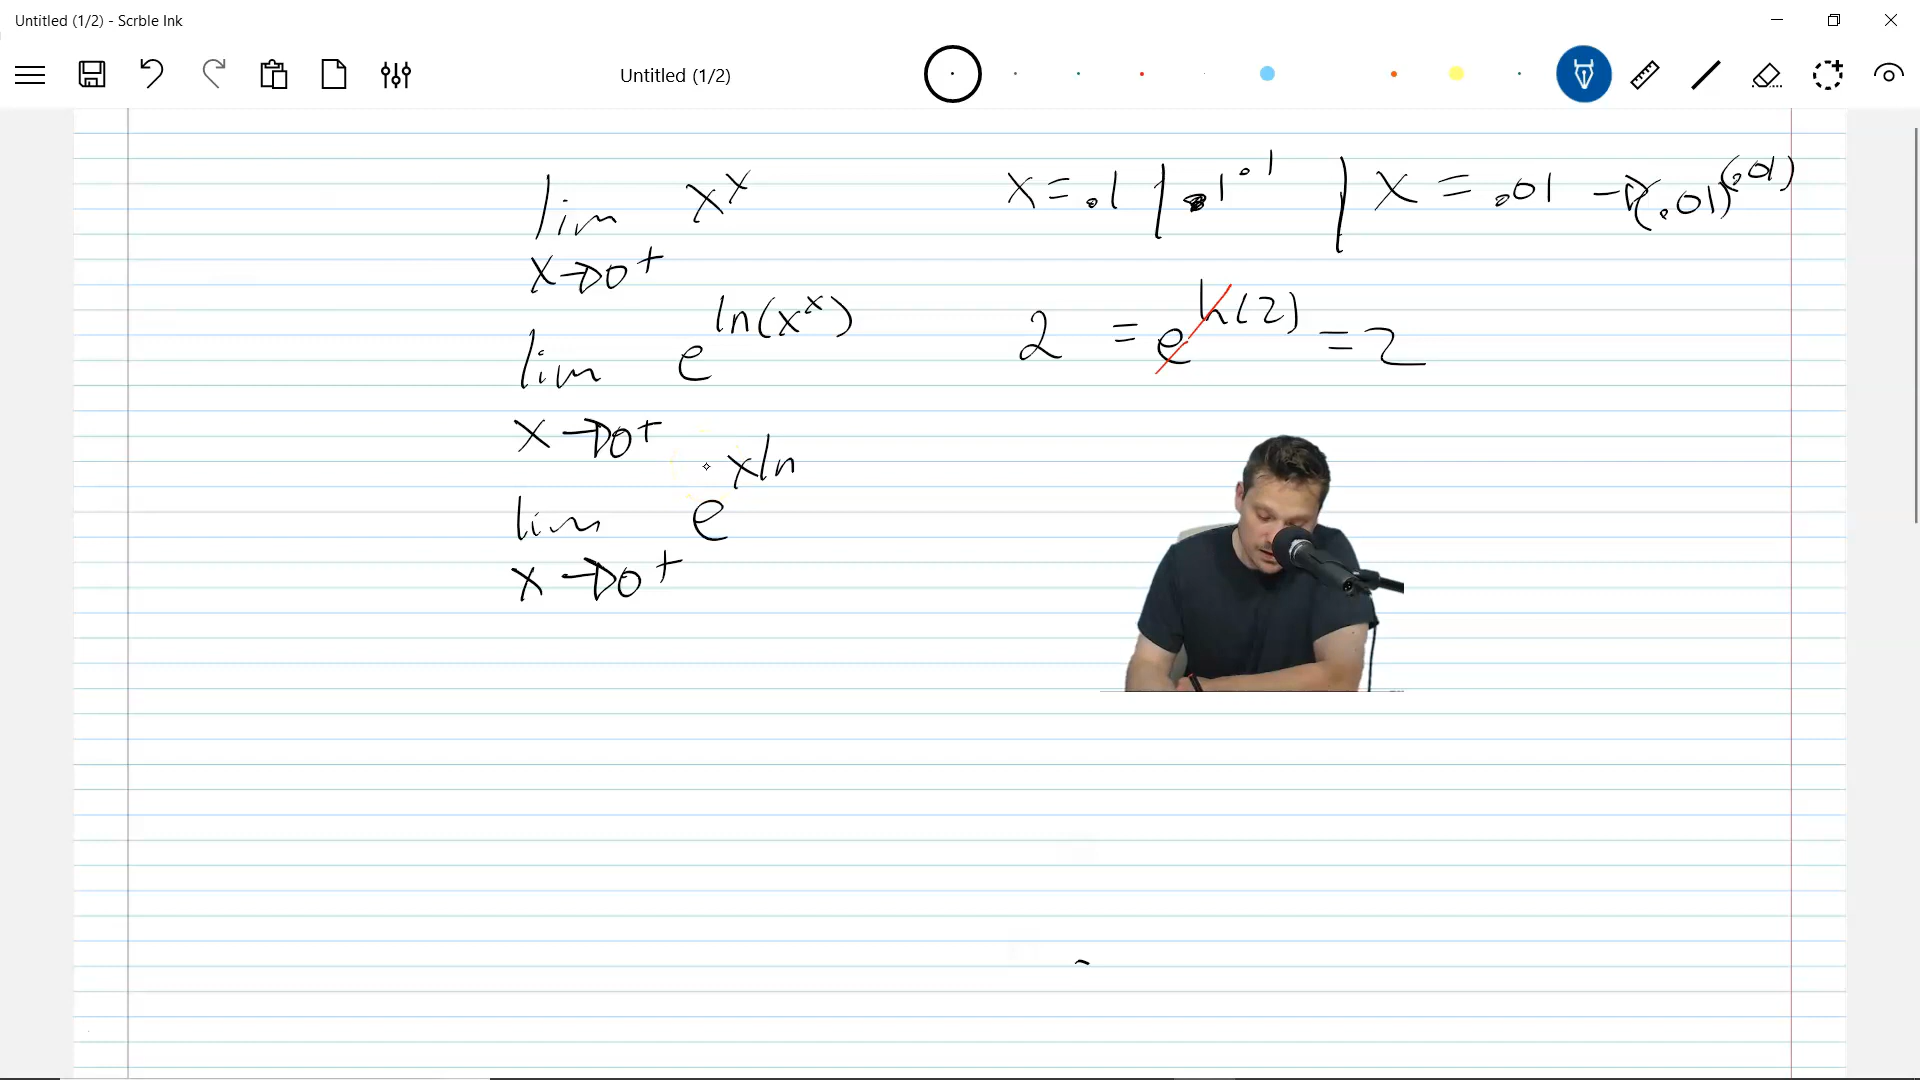 Untitled (1/2) - Scrble Ink
Untitled (1/2)
lim x^x
x→0⁺
x = .1 | .1^.1 | x = .01 → (.01)^(.01)
lim e^ln(x^x)
x→0⁺
2 = e^ln(2) = 2
lim e^xln
x→0⁺